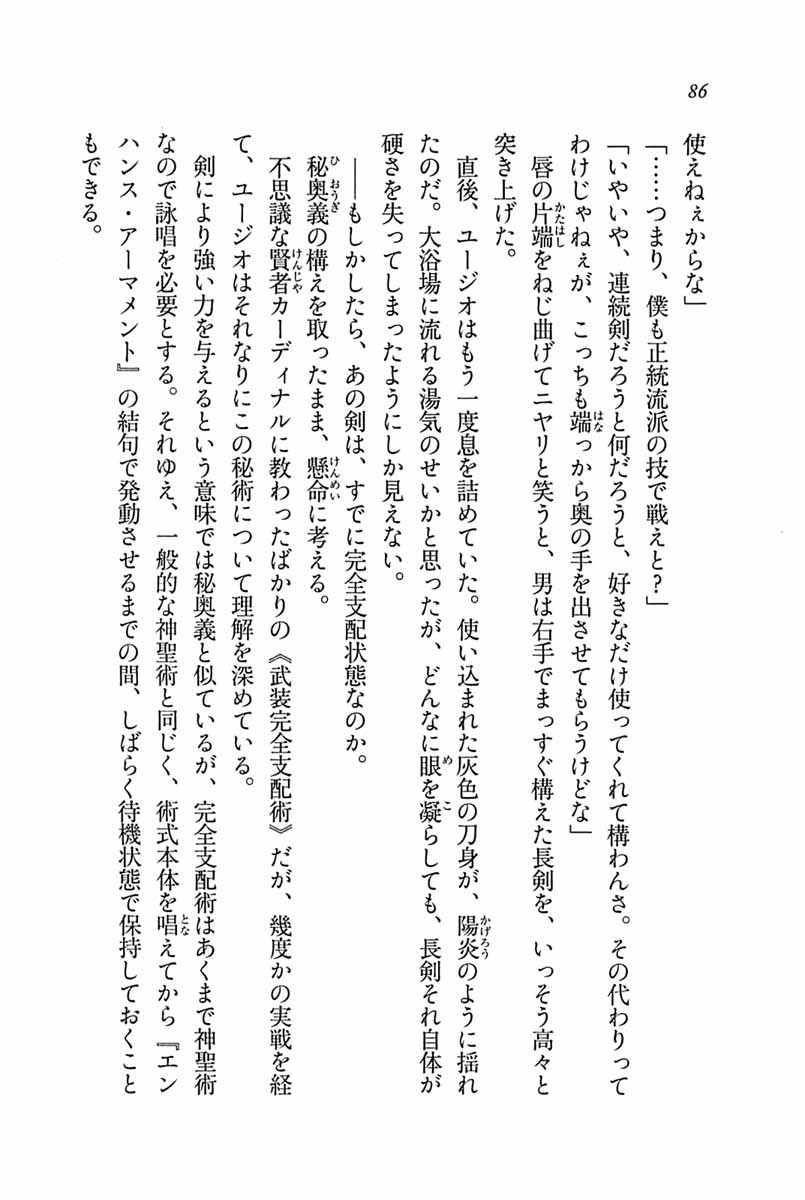 86
使えねぇからな」
「……つまり、僕も正統流派の技で戦えと？」
「いやいや、連続剣だろうと何だろうと、好きなだけ使ってくれて構わんさ。その代わりって
わけじゃねぇが、こっちも端っから奥の手を出させてもらうけどな」
唇の片端をねじ曲げてニヤリと笑うと、男は右手でまっすぐ構えた長剣を、いっそう高々と
突き上げた。
直後、ユージオはもう一度息を詰めていた。使い込まれた灰色の刀身が、陽炎のように揺れ
たのだ。大浴場に流れる湯気のせいかと思ったが、どんなに眼を凝らしても、長剣それ自体が
硬さを失ってしまったようにしか見えない。
――もしかしたら、あの剣は、すでに完全支配状態なのか。
秘奥義の構えを取ったまま、懸命に考える。
不思議な賢者カーディナルに教わったばかりの《武装完全支配術》だが、幾度かの実戦を経
て、ユージオはそれなりにこの秘術について理解を深めている。
剣により強い力を与えるという意味では秘奥義と似ているが、完全支配術はあくまで神聖術
なので詠唱を必要とする。それゆえ、一般的な神聖術と同じく、術式本体を唱えてから『エン
ハンス・アーマメント』の結句で発動させるまでの間、しばらく待機状態で保持しておくこと
もできる。